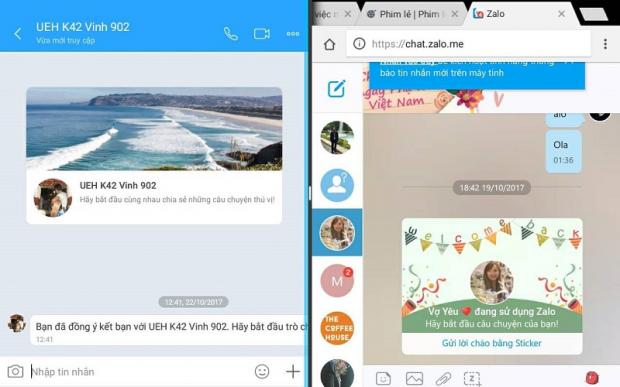 UEH K42 Vinh 902
Vừa mới truy cập
UEH K42 Vinh 902
Hãy bắt đầu cùng nhau chia sẻ những câu chuyện thú vị!
12:41, 22/10/2017
Bạn đã đồng ý kết bạn với UEH K42 Vinh 902. Hãy bắt đầu trò ch
12:41
Nhập tin nhắn
việc n
Phim lẻ | Phim l
Zalo
https://chat.zalo.me
báo tin nhắn mới trên máy tính
Việt Nam
alo
Ola
01:36
18:42 19/10/2017
welcome back
Vợ Yêu ❤ đang sử dụng Zalo
Hãy bắt đầu câu chuyện của bạn!
Gửi lời chào bằng Sticker
M
2
THE
COFFEE
HOUSE